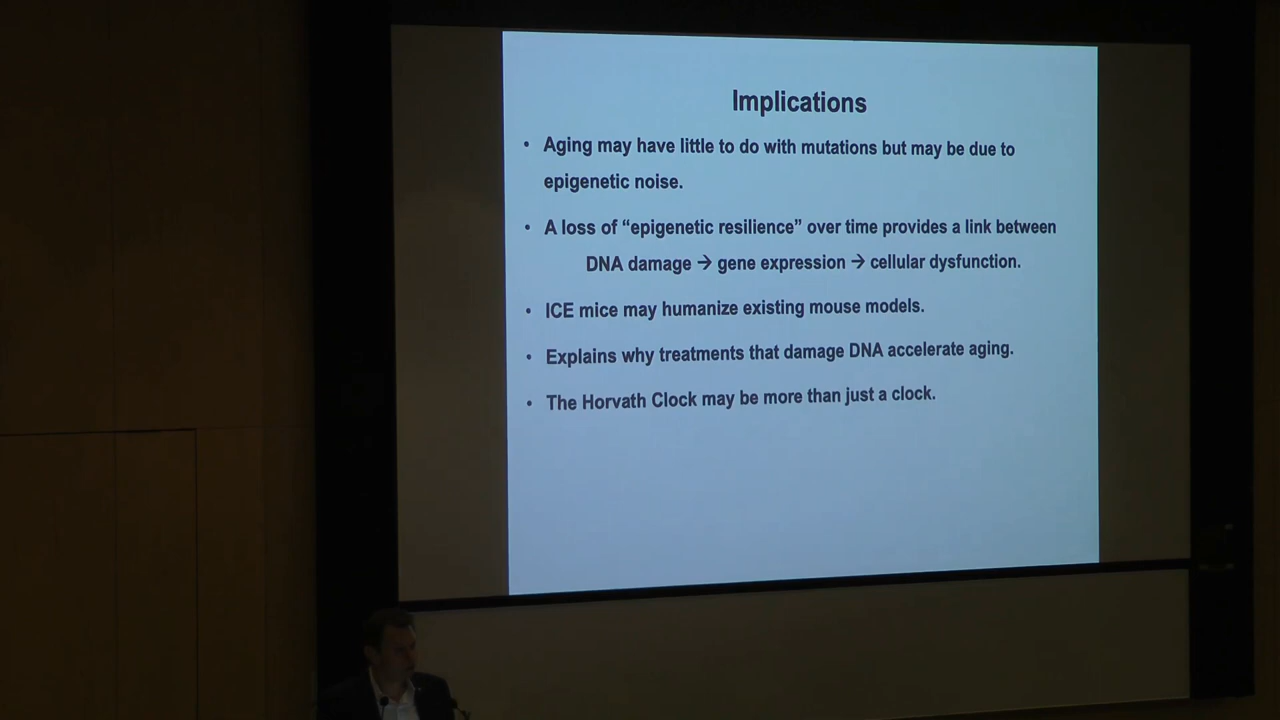 Implications
• Aging may have little to do with mutations but may be due to
epigenetic noise.
• A loss of “epigenetic resilience” over time provides a link between
DNA damage → gene expression → cellular dysfunction.
• ICE mice may humanize existing mouse models.
• Explains why treatments that damage DNA accelerate aging.
• The Horvath Clock may be more than just a clock.